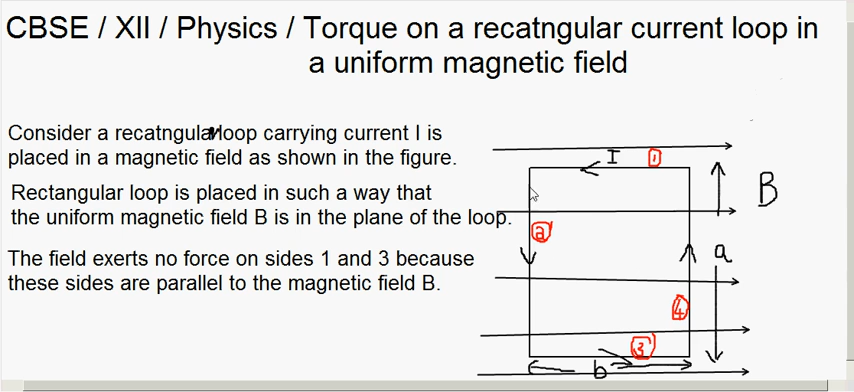 CBSE / XII / Physics / Torque on a recatngular current loop in
a uniform magnetic field
Consider a recatngular loop carrying current I is
placed in a magnetic field as shown in the figure.
Rectangular loop is placed in such a way that
the uniform magnetic field B is in the plane of the loop.
The field exerts no force on sides 1 and 3 because
these sides are parallel to the magnetic field B.
I
1
B
2
a
4
3
b